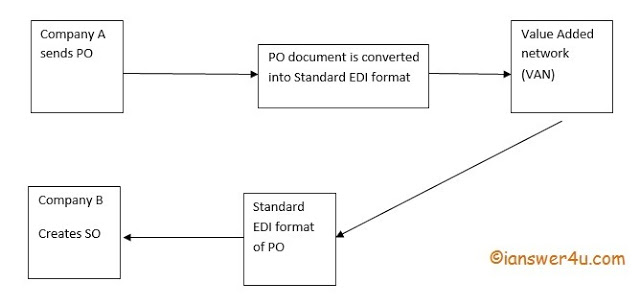 Company A
sends PO
PO document is converted
into Standard EDI format
Value Added
network
(VAN)
Company B
Creates SO
Standard
EDI format
of PO
©ianswer4u.com